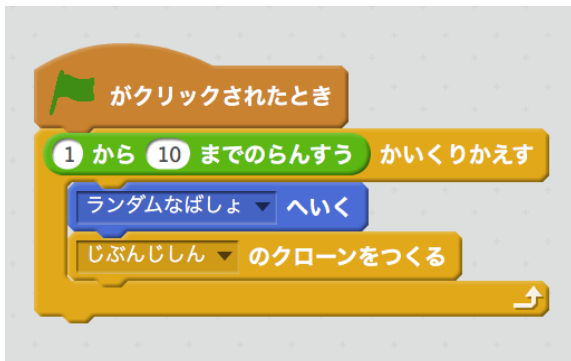 がクリックされたとき
1 から 10 までのらんすう かいくりかえす
ランダムなばしょ へいく
じぶんじしん のクローンをつくる